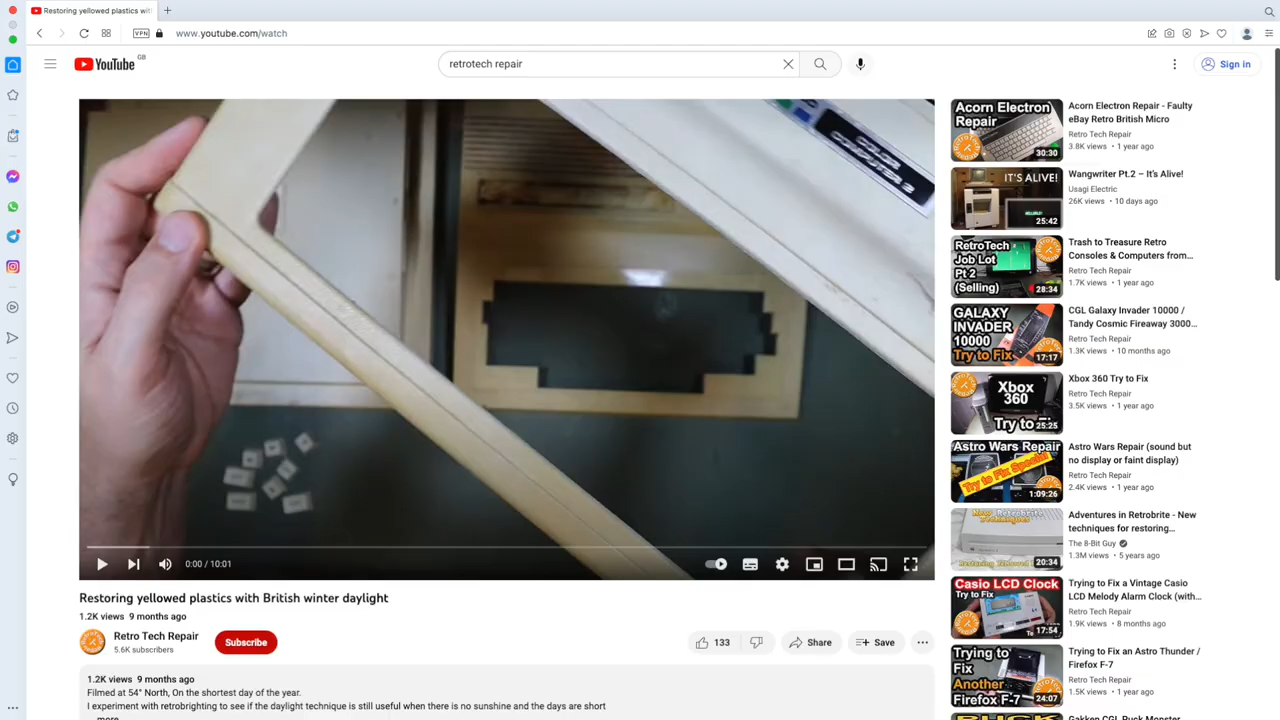 Restoring yellowed plastics wit
VPN
www.youtube.com/watch
YouTube GB
retrotech repair
Sign in
0:00 / 10:01
Restoring yellowed plastics with British winter daylight
1.2K views 9 months ago
Retro Tech Repair
5.6K subscribers
Subscribe
133
Share
Save
1.2K views 9 months ago
Filmed at 54° North, On the shortest day of the year.
I experiment with retrobrighting to see if the daylight technique is still useful when there is no sunshine and the days are short
... more
Acorn Electron
Repair
30:30
Acorn Electron Repair - Faulty
eBay Retro British Micro
Retro Tech Repair
3.8K views • 1 year ago
IT'S ALIVE!
25:42
Wangwriter Pt.2 – It's Alive!
Usagi Electric
26K views • 10 days ago
RetroTech
Job Lot
Pt 2
(Selling)
28:34
Trash to Treasure Retro
Consoles & Computers from...
Retro Tech Repair
1.7K views • 1 year ago
GALAXY
INVADER
10000
Try to Fix
17:17
CGL Galaxy Invader 10000 /
Tandy Cosmic Fireaway 3000...
Retro Tech Repair
1.3K views • 10 months ago
Xbox
360
Try to
25:25
Xbox 360 Try to Fix
Retro Tech Repair
3.5K views • 1 year ago
Astro Wars Repair
Try to Fix Special
1:09:26
Astro Wars Repair (sound but
no display or faint display)
Retro Tech Repair
2.4K views • 1 year ago
New Retrobrite
Techniques
20:34
Adventures in Retrobrite - New
techniques for restoring...
The 8-Bit Guy
1.3M views • 5 years ago
Casio LCD Clock
Try to Fix
17:54
Trying to Fix a Vintage Casio
LCD Melody Alarm Clock (with...
Retro Tech Repair
1.9K views • 8 months ago
Trying to
Fix
Another
Firefox F-7
24:07
Trying to Fix an Astro Thunder /
Firefox F-7
Retro Tech Repair
1.5K views • 1 year ago
Gakken CGL Puck Monster